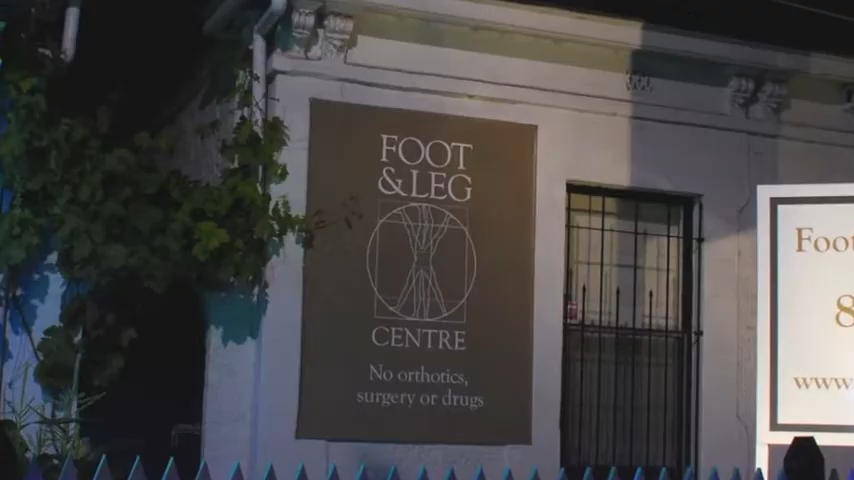 FOOT
& LEG
CENTRE
No orthotics,
surgery or drugs
Foot
8
www.